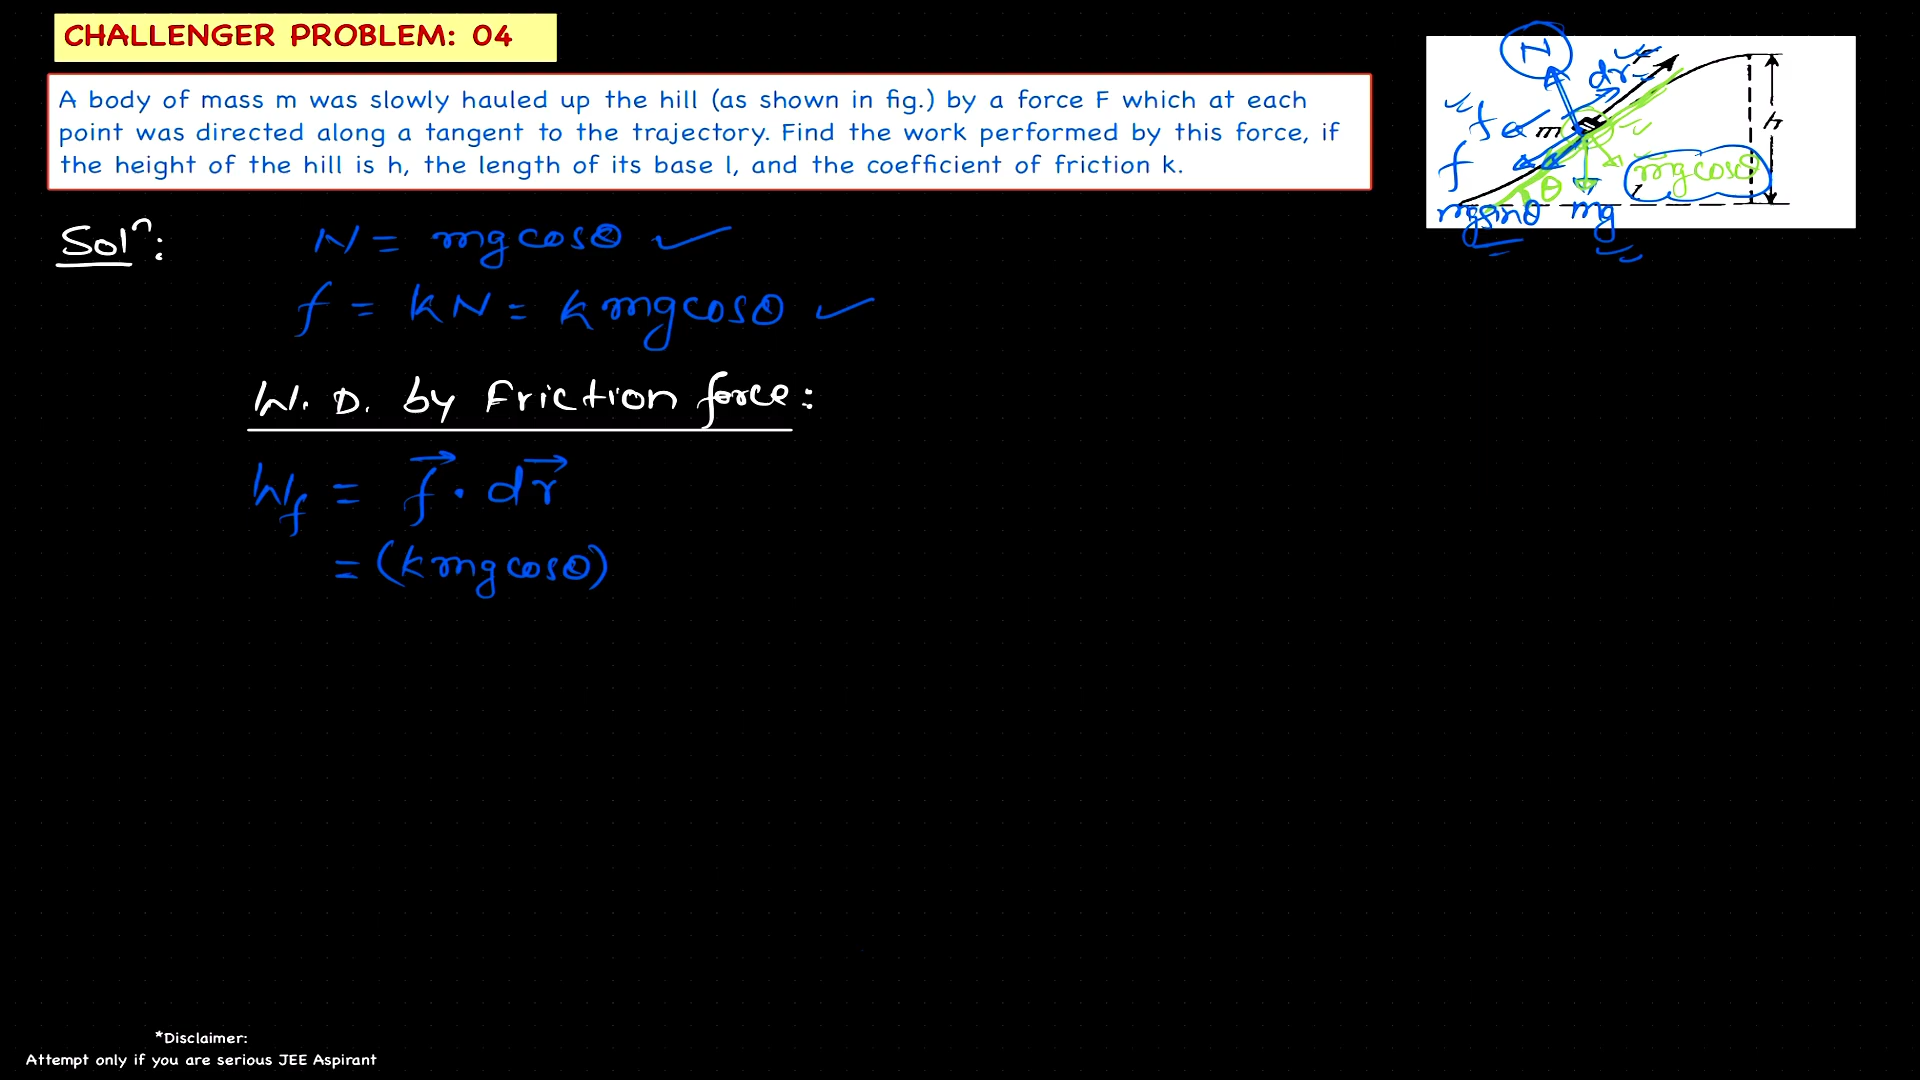 CHALLENGER PROBLEM: 04
A body of mass m was slowly hauled up the hill (as shown in fig.) by a force F which at each
point was directed along a tangent to the trajectory. Find the work performed by this force, if
the height of the hill is h, the length of its base l, and the coefficient of friction k.
N
dr
f
m
h
f
θ
mg cosθ
l
mg sinθ
mg
Solⁿ:
N = mg cosθ ✓
f = kN = k mg cosθ ✓
W. D. by friction force:
W_f = \vec{f} · d\vec{r}
= (k mg cosθ)
*Disclaimer:
Attempt only if you are serious JEE Aspirant